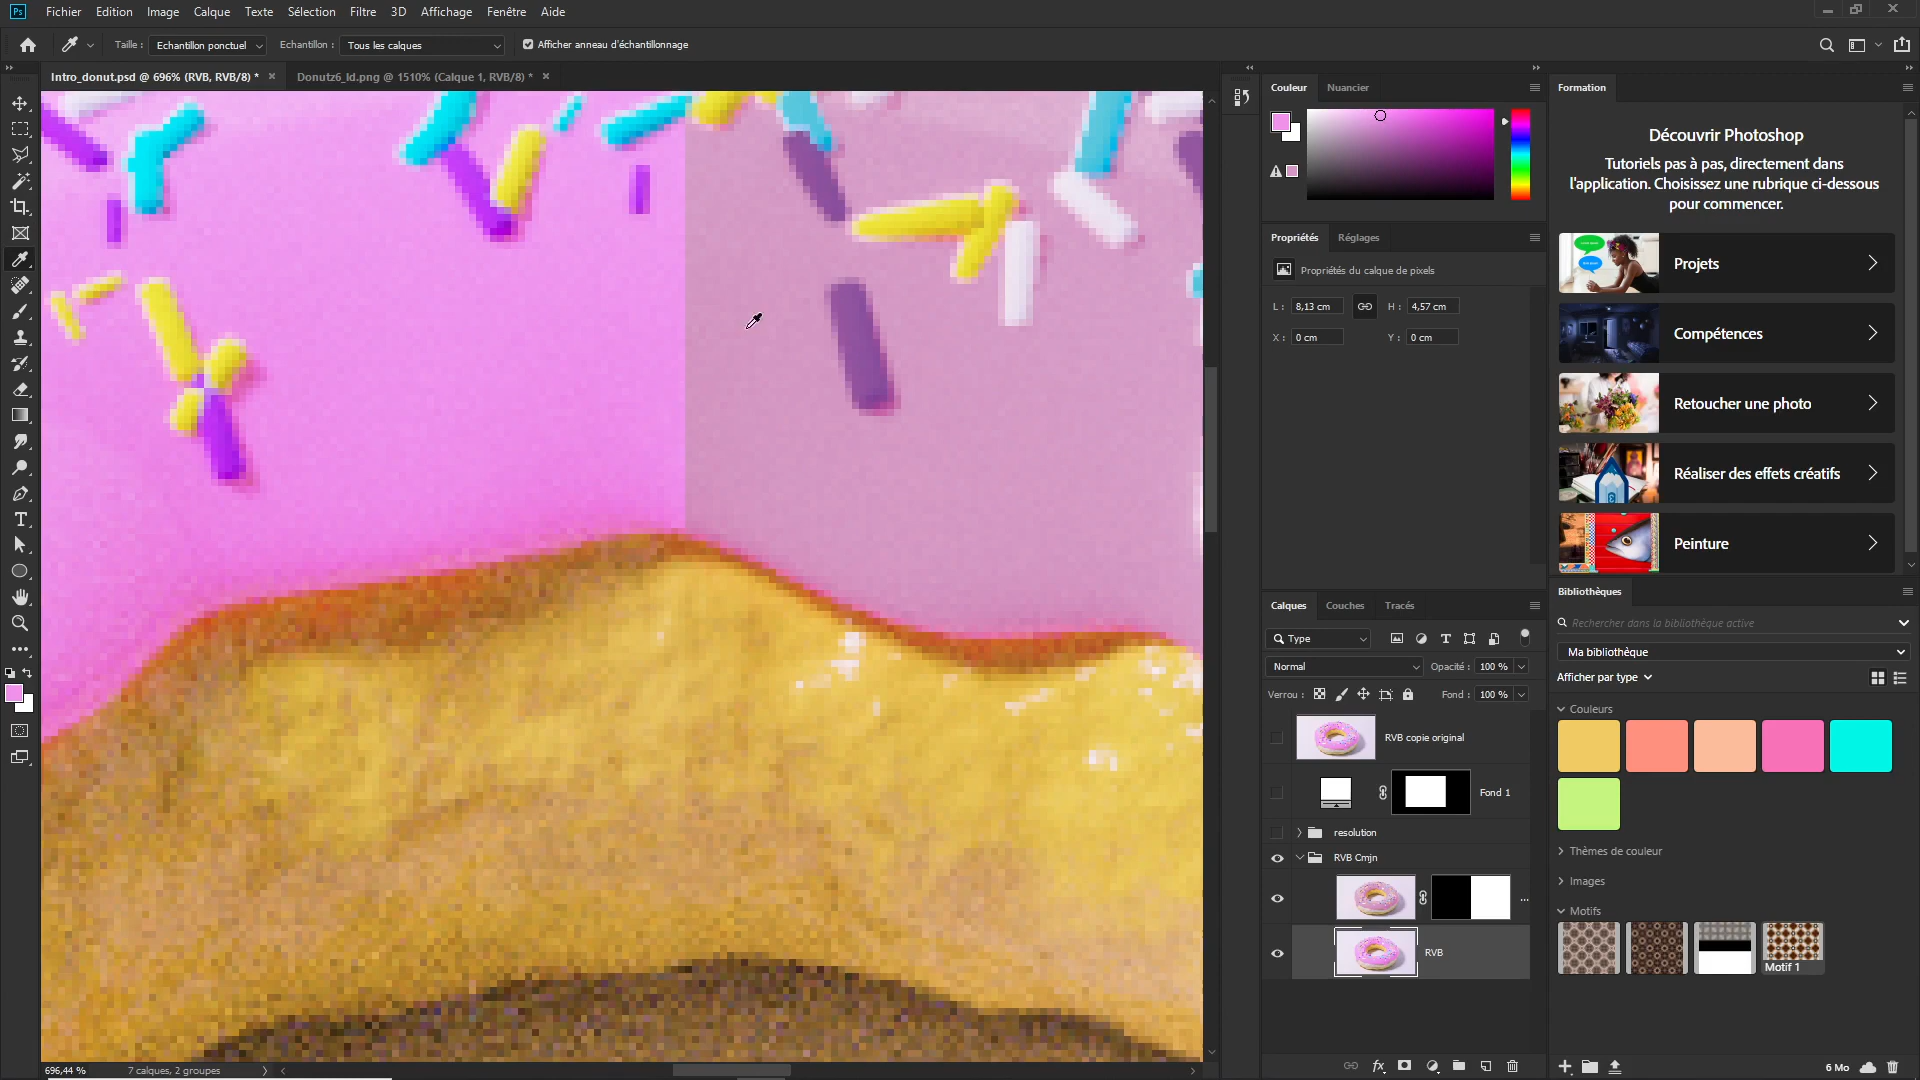 Ps Fichier Edition Image Calque Texte Sélection Filtre 3D Affichage Fenêtre Aide
Taille : Echantillon ponctuel Echantillon : Tous les calques Afficher anneau d'échantillonnage
Intro_donut.psd @ 696% (RVB, RVB/8) * Donutz6_ld.png @ 1510% (Calque 1, RVB/8) *
Couleur Nuancier
Formation
Découvrir Photoshop
Tutoriels pas à pas, directement dans
l'application. Choisissez une rubrique ci-dessous
pour commencer.
Propriétés Réglages
Propriétés du calque de pixels
L : 8,13 cm H : 4,57 cm
X : 0 cm Y : 0 cm
Projets
Compétences
Retoucher une photo
Réaliser des effets créatifs
Peinture
Calques Couches Tracés
Type
Normal Opacité : 100 %
Verrou : Fond : 100 %
RVB copie original
Fond 1
resolution
RVB Cmjn
...
RVB
Bibliothèques
Rechercher dans la bibliothèque active
Ma bibliothèque
Afficher par type
Couleurs
Thèmes de couleur
Images
Motifs
Motif 1
6 Mo
696,44 % 7 calques, 2 groupes